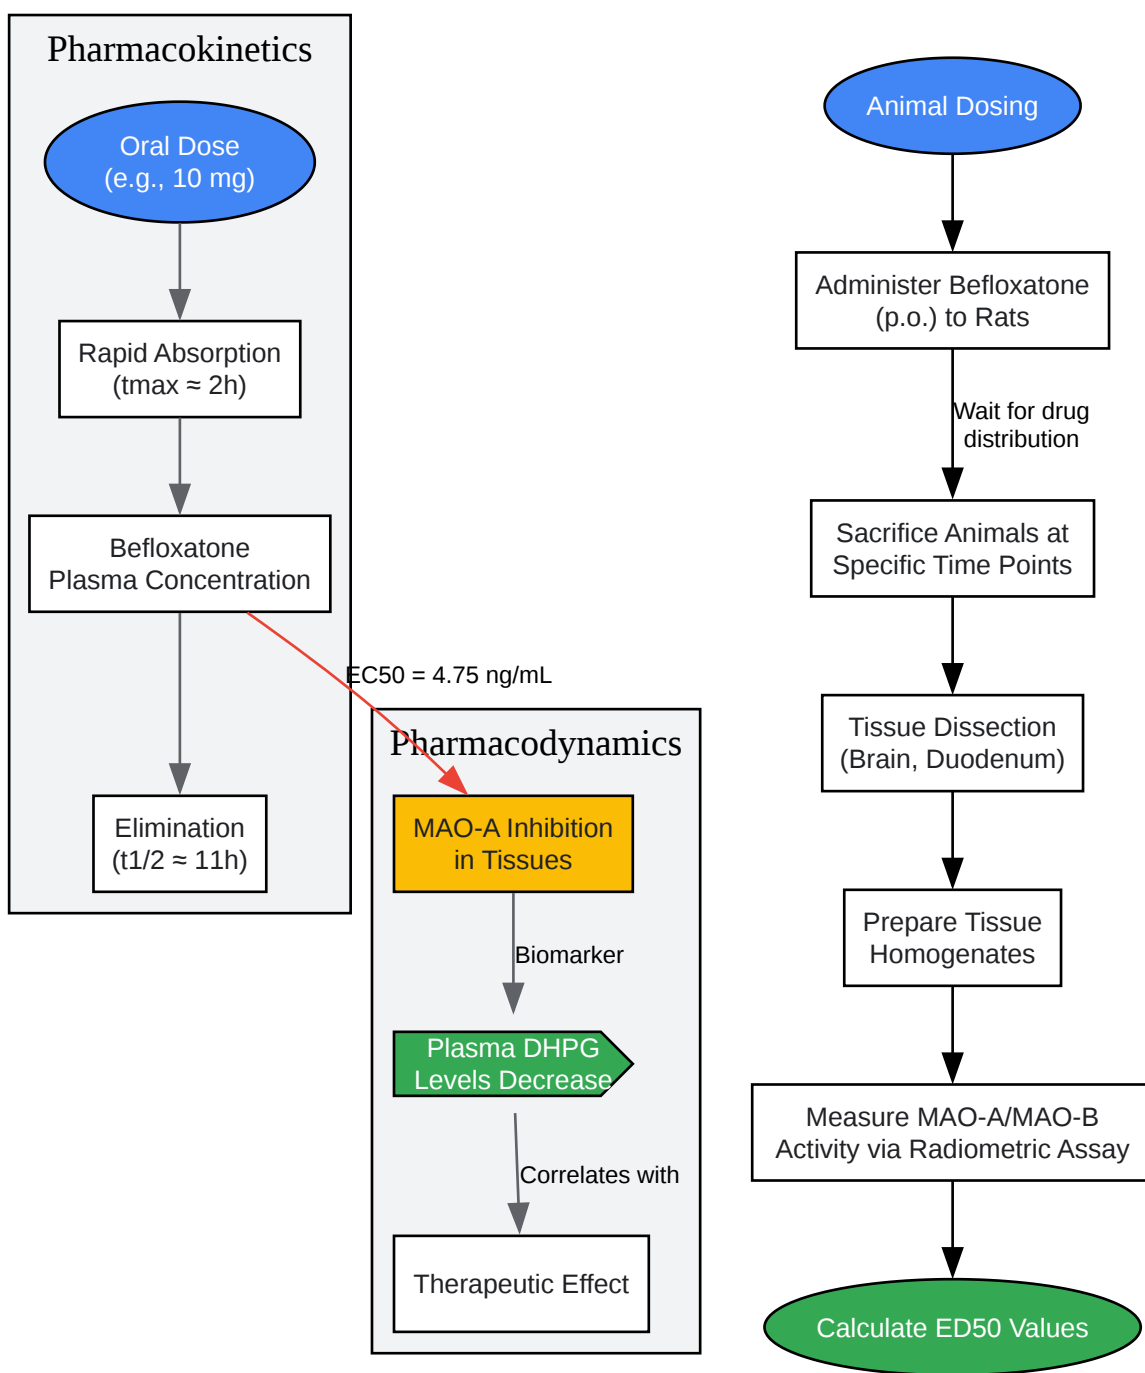 Pharmacokinetics
Oral Dose
(e.g., 10 mg)
Rapid Absorption
(tmax ≈ 2h)
Befloxatone
Plasma Concentration
Elimination
(t1/2 ≈ 11h)
EC50 = 4.75 ng/mL
Pharmacodynamics
MAO-A Inhibition
in Tissues
Biomarker
Plasma DHPG
Levels Decrease
Correlates with
Therapeutic Effect
Animal Dosing
Administer Befloxatone
(p.o.) to Rats
Wait for drug
distribution
Sacrifice Animals at
Specific Time Points
Tissue Dissection
(Brain, Duodenum)
Prepare Tissue
Homogenates
Measure MAO-A/MAO-B
Activity via Radiometric Assay
Calculate ED50 Values